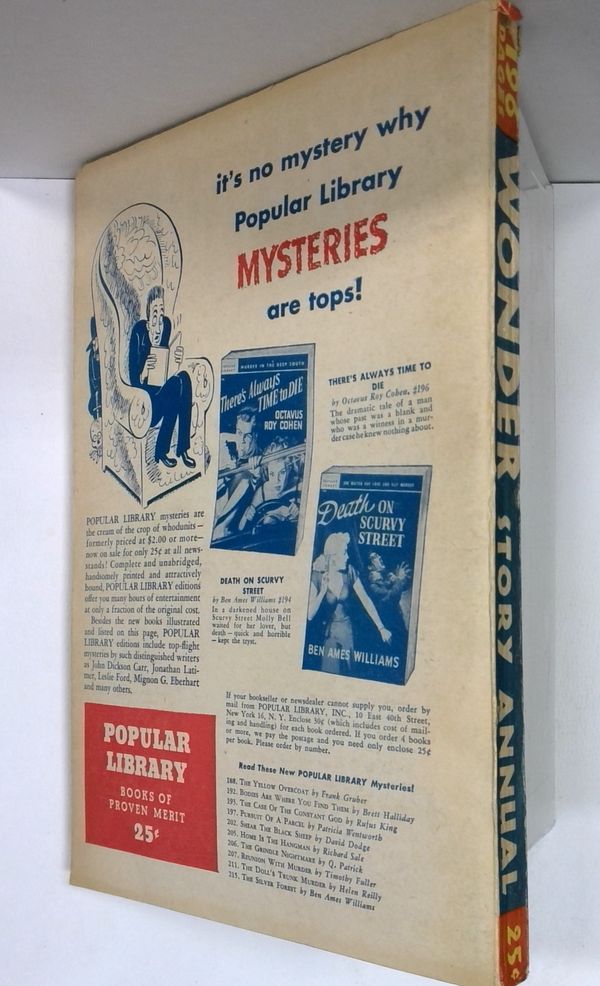 it's no mystery why
Popular Library
MYSTERIES
are tops!
MURDER IN THE DEEP SOUTH
There's Always
TIME to DIE
OCTAVUS
ROY COHEN
THERE'S ALWAYS TIME TO
DIE
by Octavus Roy Cohen, #196
The dramatic tale of a man
whose past was a blank and
who was a witness in a mur-
der case he knew nothing about.
Death ON
SCURVY
STREET
BEN AMES WILLIAMS
DEATH ON SCURVY
STREET
by Ben Ames Williams #194
In a darkened house on
Scurvy Street Molly Bell
waited for her lover, but
death—quick and horrible
—kept the tryst.
POPULAR LIBRARY mysteries are
the cream of the crop of whodunits—
formerly priced at $2.00 or more—
now on sale for only 25¢ at all news-
stands! Complete and unabridged,
handsomely printed and attractively
bound, POPULAR LIBRARY editions
offer you many hours of entertainment
at only a fraction of the original cost.
Besides the new books illustrated
and listed on this page, POPULAR
LIBRARY editions include top-flight
mysteries by such distinguished writers
as John Dickson Carr, Jonathan Lati-
mer, Leslie Ford, Mignon G. Eberhart
and many others.
If your bookseller or newsdealer cannot supply you, order by
mail from POPULAR LIBRARY, INC., 10 East 40th Street,
New York 16, N. Y. Enclose 30¢ (which includes cost of mail-
ing and handling) for each book ordered. If you order 4 books
or more, we pay the postage and you need only enclose 25¢
per book. Please order by number.
Read These New POPULAR LIBRARY Mysteries!
188. THE YELLOW OVERCOAT by Frank Gruber
192. BODIES ARE WHERE YOU FIND THEM by Brett Halliday
193. THE CASE OF THE CONSTANT GOD by Rufus King
197. PURSUIT OF A PARCEL by Patricia Wentworth
202. SHEAR THE BLACK SHEEP by David Dodge
205. HOME IS THE HANGMAN by Richard Sale
206. THE GRINDLE NIGHTMARE by Q. Patrick
207. REUNION WITH MURDER by Timothy Fuller
211. THE DOLL'S TRUNK MURDER by Helen Reilly
215. THE SILVER FOREST by Ben Ames Williams
POPULAR
LIBRARY
BOOKS OF
PROVEN MERIT
25¢
196
PAGES
WONDER STORY ANNUAL
25¢